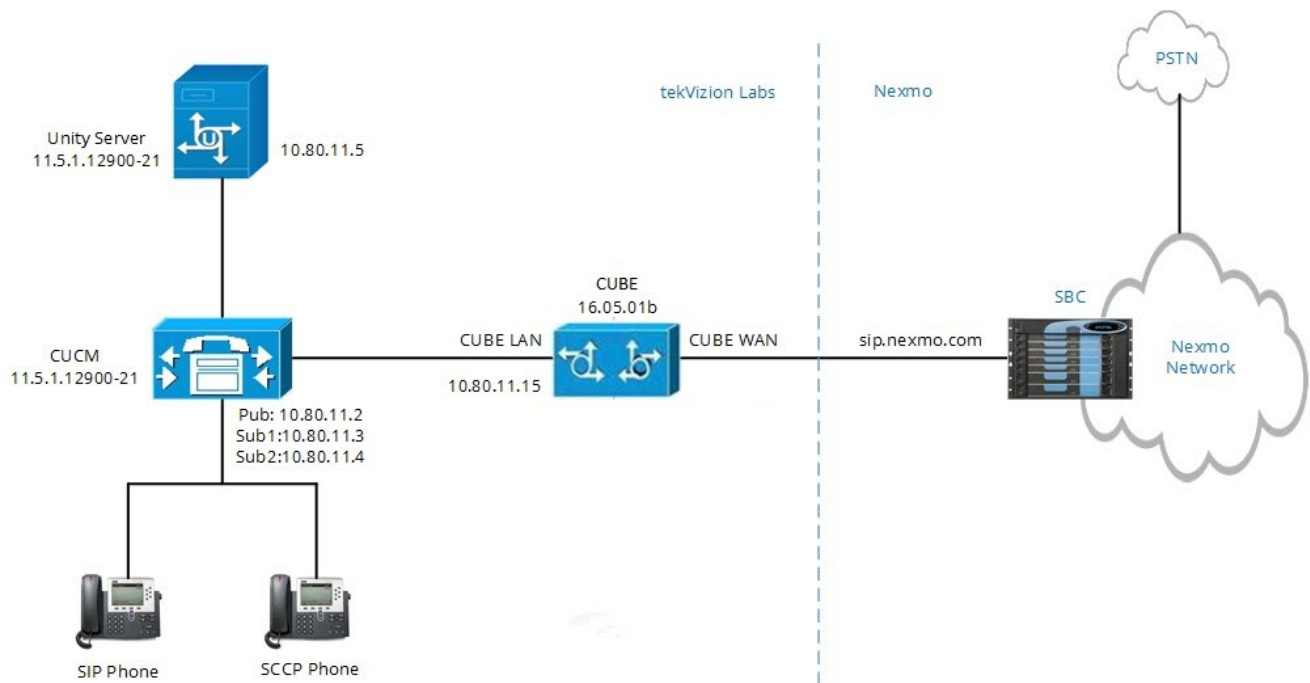 PSTN
tekVizion Labs
Nexmo
Unity Server
11.5.1.12900-21
10.80.11.5
U
CUBE
16.05.01b
SBC
CUCM
11.5.1.12900-21
CUBE LAN
10.80.11.15
CUBE WAN
sip.nexmo.com
Nexmo
Network
Pub: 10.80.11.2
Sub1:10.80.11.3
Sub2:10.80.11.4
SIP Phone
SCCP Phone